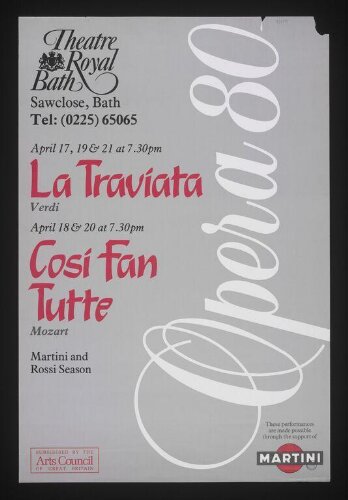 Theatre
Royal
Bath
Sawclose, Bath
Tel: (0225) 65065
April 17, 19 & 21 at 7.30pm
La Traviata
Verdi
April 18 & 20 at 7.30pm
Cosi Fan
Tutte
Mozart
Martini and
Rossi Season
Opera 80
SUBSIDISED BY THE
Arts Council
OF GREAT BRITAIN
These performances
are made possible
through the support of
MARTINI